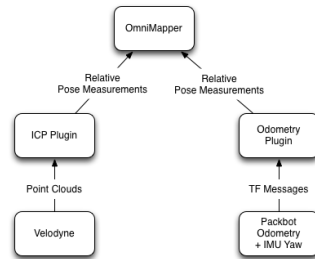 OmniMapper
Relative
Pose Measurements
Relative
Pose Measurements
ICP Plugin
Odometry
Plugin
Point Clouds
TF Messages
Velodyne
Packbot
Odometry
+ IMU Yaw